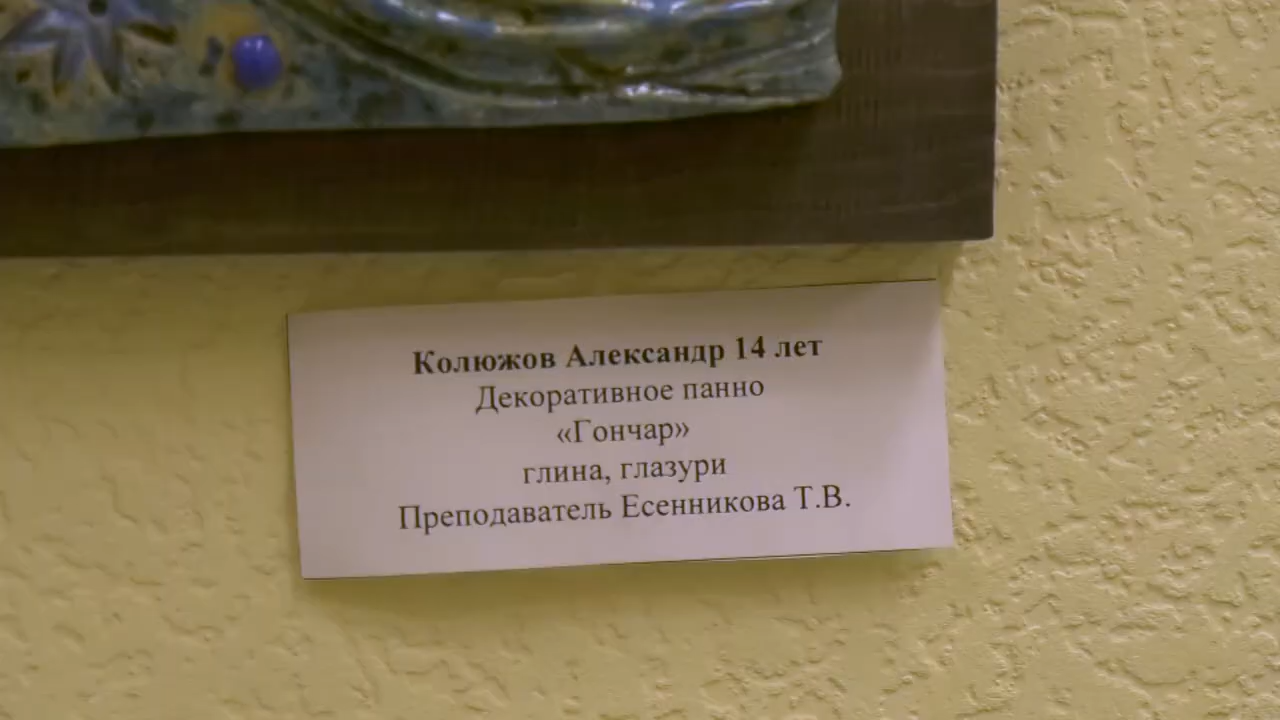 Колюжов Александр 14 лет
Декоративное панно
«Гончар»
глина, глазури
Преподаватель Есенникова Т.В.